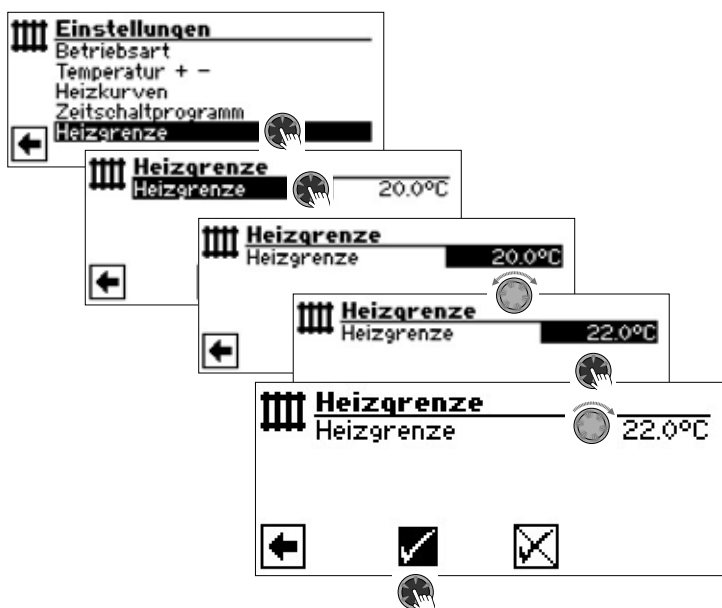 Einstellungen
Betriebsart
Temperatur + -
Heizkurven
Zeitschaltprogramm
Heizgrenze
Heizgrenze
Heizgrenze 20.0°C
Heizgrenze
Heizgrenze 20.0°C
Heizgrenze
Heizgrenze 22.0°C
Heizgrenze
Heizgrenze 22.0°C